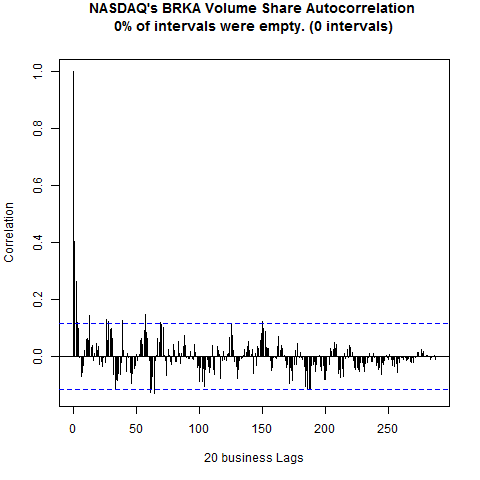 NASDAQ's BRKA Volume Share Autocorrelation
0% of intervals were empty. (0 intervals)
Correlation
1.0
0.8
0.6
0.4
0.2
0.0
0 50 100 150 200 250
20 business Lags